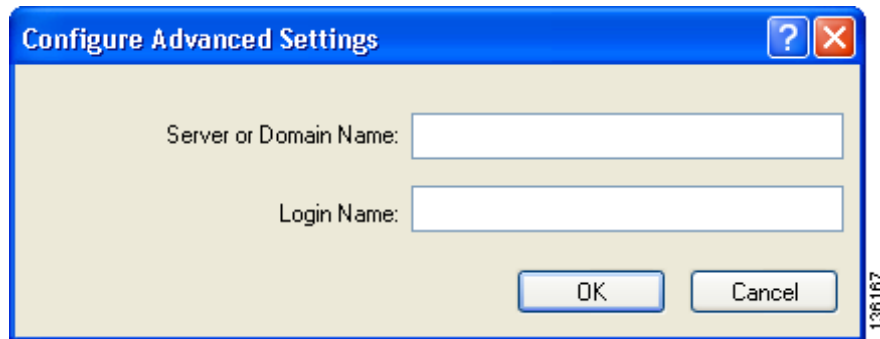 Configure Advanced Settings
Server or Domain Name:
Login Name:
OK Cancel
136167